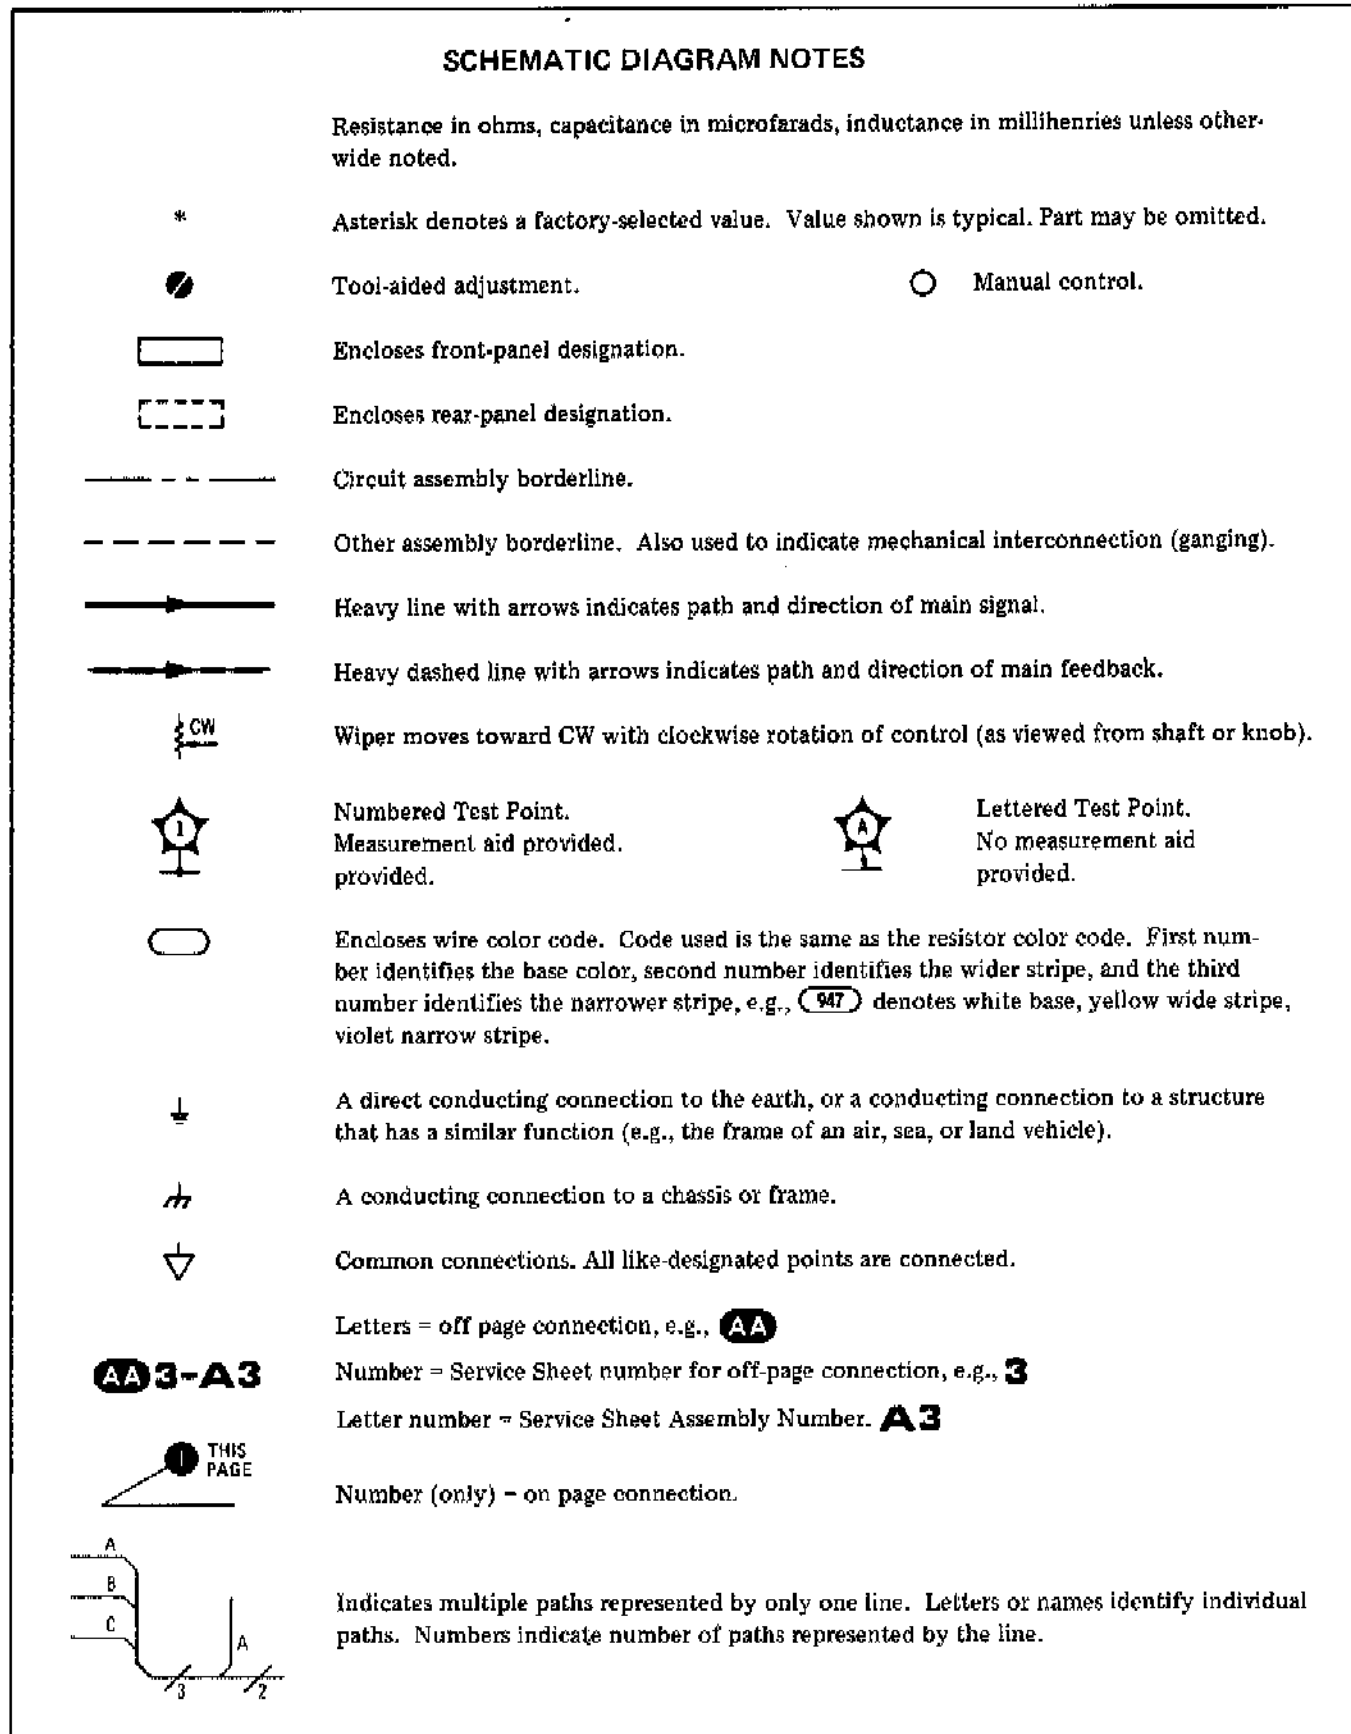 SCHEMATIC DIAGRAM NOTES
Resistance in ohms, capacitance in microfarads, inductance in millihenries unless other-
wide noted.
* Asterisk denotes a factory-selected value. Value shown is typical. Part may be omitted.
Tool-aided adjustment. Manual control.
Encloses front-panel designation.
Encloses rear-panel designation.
Circuit assembly borderline.
Other assembly borderline. Also used to indicate mechanical interconnection (ganging).
Heavy line with arrows indicates path and direction of main signal.
Heavy dashed line with arrows indicates path and direction of main feedback.
CW Wiper moves toward CW with clockwise rotation of control (as viewed from shaft or knob).
1
Numbered Test Point.
Measurement aid provided.
provided.
A
Lettered Test Point.
No measurement aid
provided.
Encloses wire color code. Code used is the same as the resistor color code. First num-
ber identifies the base color, second number identifies the wider stripe, and the third
number identifies the narrower stripe, e.g., 947 denotes white base, yellow wide stripe,
violet narrow stripe.
A direct conducting connection to the earth, or a conducting connection to a structure
that has a similar function (e.g., the frame of an air, sea, or land vehicle).
A conducting connection to a chassis or frame.
Common connections. All like-designated points are connected.
Letters = off page connection, e.g., AA
AA 3-A3 Number = Service Sheet number for off-page connection, e.g., 3
Letter number = Service Sheet Assembly Number. A3
1 THIS
PAGE
Number (only) – on page connection.
A
B
C
A
3
2
Indicates multiple paths represented by only one line. Letters or names identify individual
paths. Numbers indicate number of paths represented by the line.